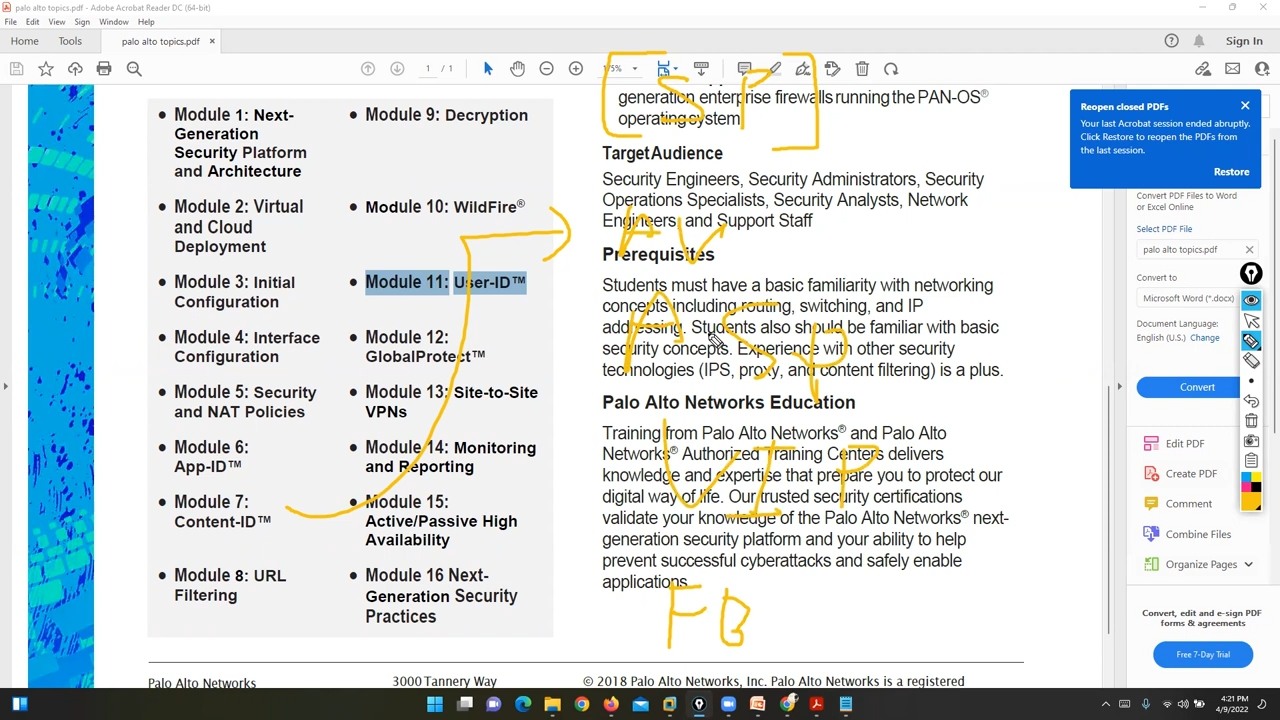 palo alto topics.pdf - Adobe Acrobat Reader DC (64-bit)
File Edit View Sign Window Help
Home Tools palo alto topics.pdf × Sign In
1 / 1
• Module 1: Next-
Generation
Security Platform
and Architecture
• Module 2: Virtual
and Cloud
Deployment
• Module 3: Initial
Configuration
• Module 4: Interface
Configuration
• Module 5: Security
and NAT Policies
• Module 6:
App-ID™
• Module 7:
Content-ID™
• Module 8: URL
Filtering
• Module 9: Decryption
• Module 10: WildFire®
• Module 11: User-ID™
• Module 12:
GlobalProtect™
• Module 13: Site-to-Site
VPNs
• Module 14: Monitoring
and Reporting
• Module 15:
Active/Passive High
Availability
• Module 16 Next-
Generation Security
Practices
[SP]
generation enterprise firewalls running the PAN-OS®
operating system
Target Audience
Security Engineers, Security Administrators, Security
Operations Specialists, Security Analysts, Network
Engineers, and Support Staff
AV
Prerequisites
Students must have a basic familiarity with networking
concepts including routing, switching, and IP
addressing. Students also should be familiar with basic
security concepts. Experience with other security
technologies (IPS, proxy, and content filtering) is a plus.
ASP
Palo Alto Networks Education
Training from Palo Alto Networks® and Palo Alto
Networks® Authorized Training Centers delivers
knowledge and expertise that prepare you to protect our
digital way of life. Our trusted security certifications
validate your knowledge of the Palo Alto Networks® next-
generation security platform and your ability to help
prevent successful cyberattacks and safely enable
applications.
VIP
FB
Palo Alto Networks
3000 Tannery Way
© 2018 Palo Alto Networks, Inc. Palo Alto Networks is a registered
Reopen closed PDFs ×
Your last Acrobat session ended abruptly.
Click Restore to reopen the PDFs from
the last session.
Restore
Convert PDF Files to Word
or Excel Online
Select PDF File
palo alto topics.pdf ×
Convert to
Microsoft Word (*.docx)
Document Language:
English (U.S.) Change
Convert
Edit PDF
Create PDF
Comment
Combine Files
Organize Pages
Convert, edit and e-sign PDF
forms & agreements
Free 7-Day Trial
4:21 PM
4/9/2022